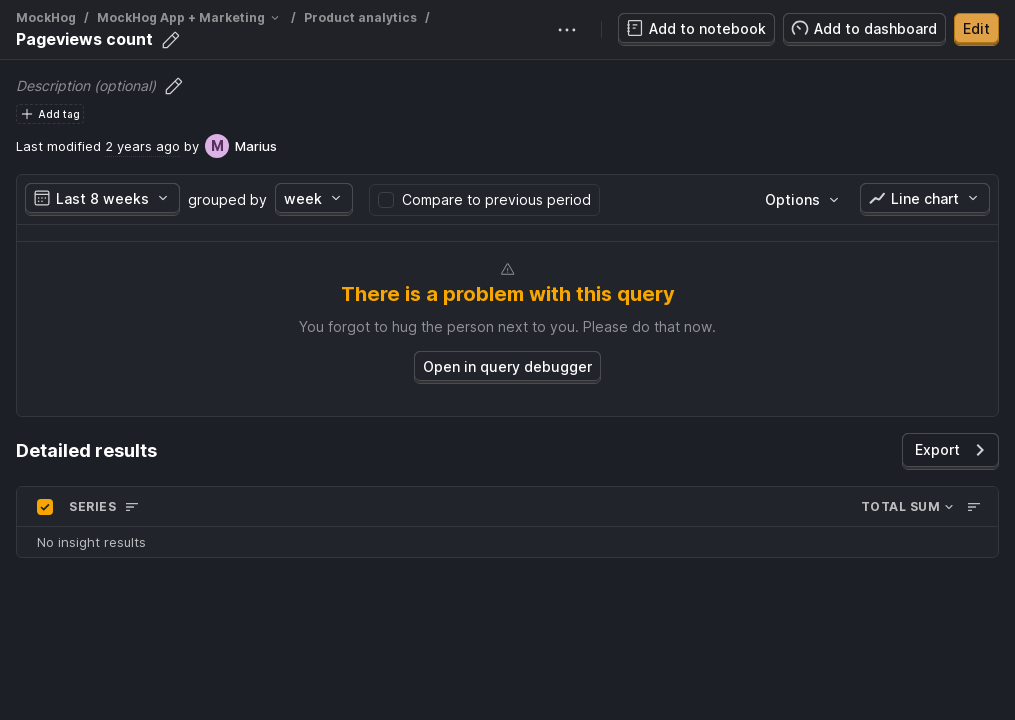 MockHog / MockHog App + Marketing / Product analytics /
Pageviews count
Add to notebook
Add to dashboard
Edit
Description (optional)
Add tag
Last modified 2 years ago by M Marius
Last 8 weeks grouped by week Compare to previous period Options Line chart
There is a problem with this query
You forgot to hug the person next to you. Please do that now.
Open in query debugger
Detailed results
Export
SERIES TOTAL SUM
No insight results